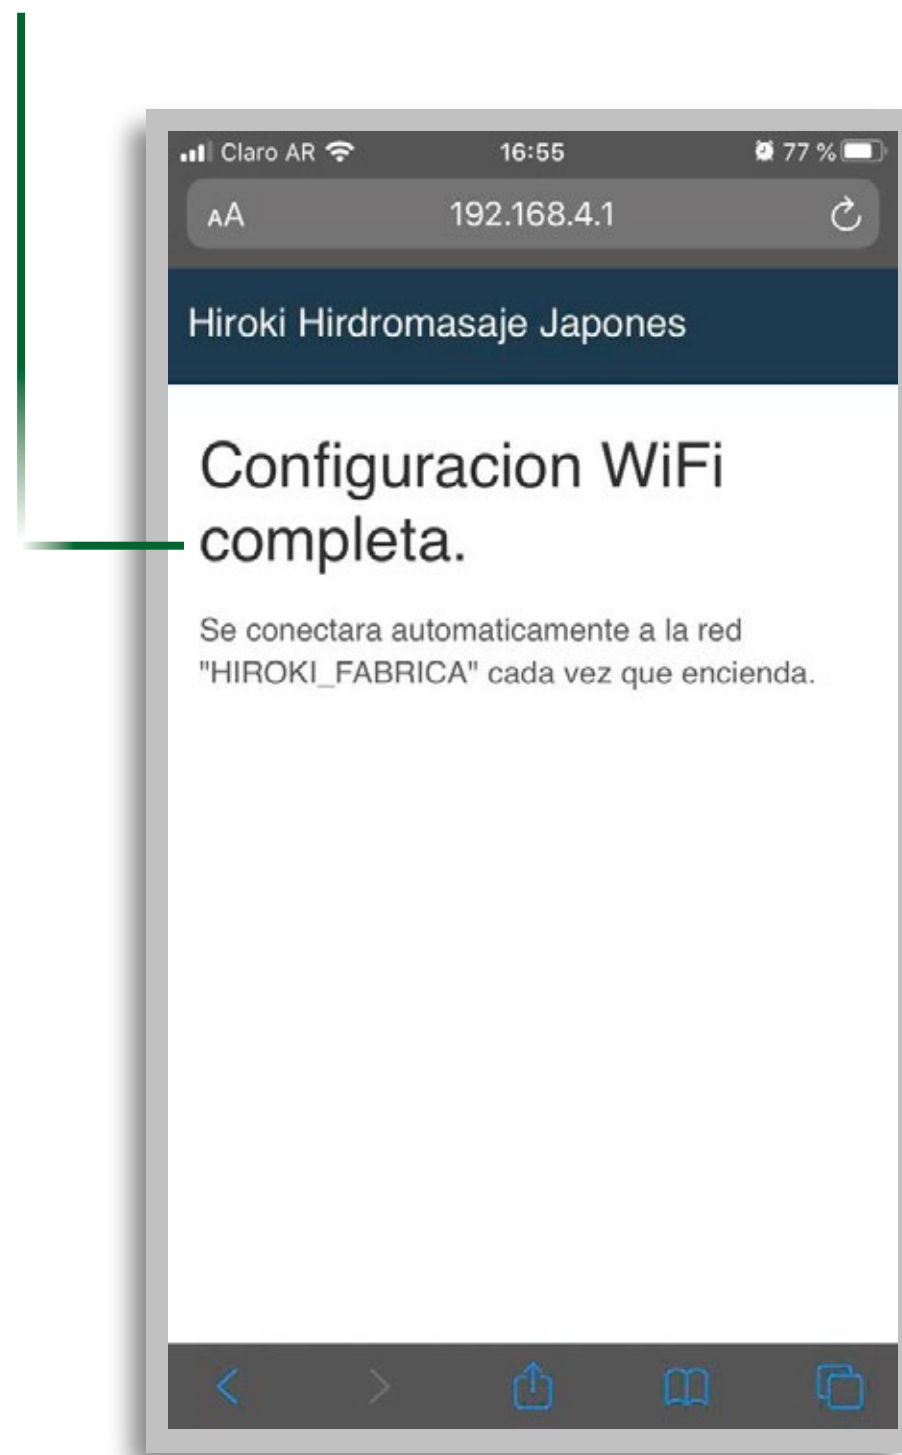 Claro AR 16:55 77 %
AA 192.168.4.1
Hiroki Hirdromasaje Japones
Configuracion WiFi
completa.
Se conectara automaticamente a la red
"HIROKI_FABRICA" cada vez que encienda.